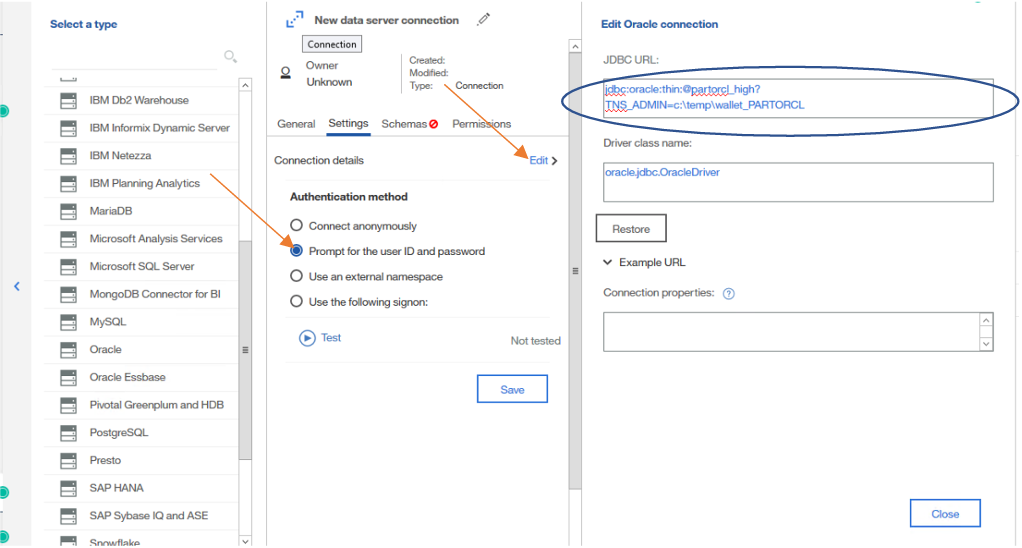 Select a type
IBM Db2 Warehouse
IBM Informix Dynamic Server
IBM Netezza
IBM Planning Analytics
MariaDB
Microsoft Analysis Services
Microsoft SQL Server
MongoDB Connector for BI
MySQL
Oracle
Oracle Essbase
Pivotal Greenplum and HDB
PostgreSQL
Presto
SAP HANA
SAP Sybase IQ and ASE
Snowflake
New data server connection
Connection
Owner
Unknown
Created:
Modified:
Type: Connection
General Settings Schemas Permissions
Connection details Edit
Authentication method
Connect anonymously
Prompt for the user ID and password
Use an external namespace
Use the following signon:
Test
Not tested
Save
Edit Oracle connection
JDBC URL:
jdbc:oracle:thin:@partorcl_high?
TNS_ADMIN=c:\temp\wallet_PARTORCL
Driver class name:
oracle.jdbc.OracleDriver
Restore
Example URL
Connection properties: ?
Close